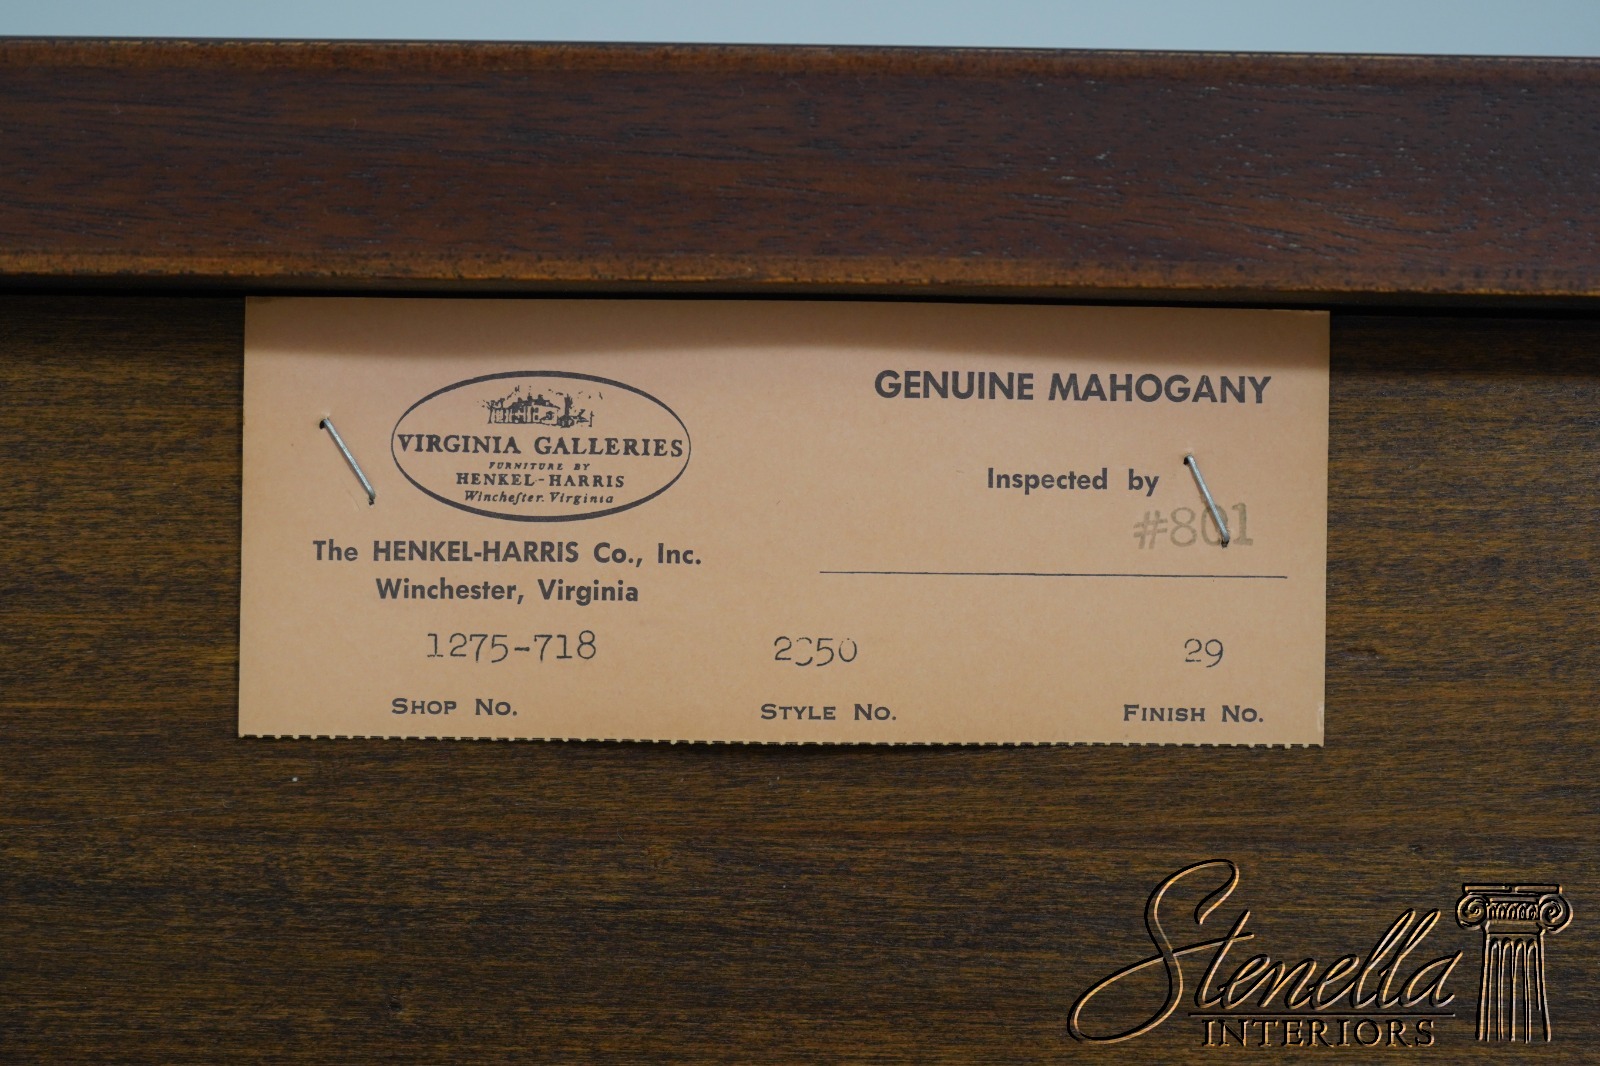 VIRGINIA GALLERIES
FURNITURE BY
HENKEL-HARRIS
Winchester, Virginia
The HENKEL-HARRIS Co., Inc.
Winchester, Virginia
GENUINE MAHOGANY
Inspected by
#801
1275-718
29
SHOP NO.
STYLE NO.
FINISH NO.
Stenella
INTERIORS